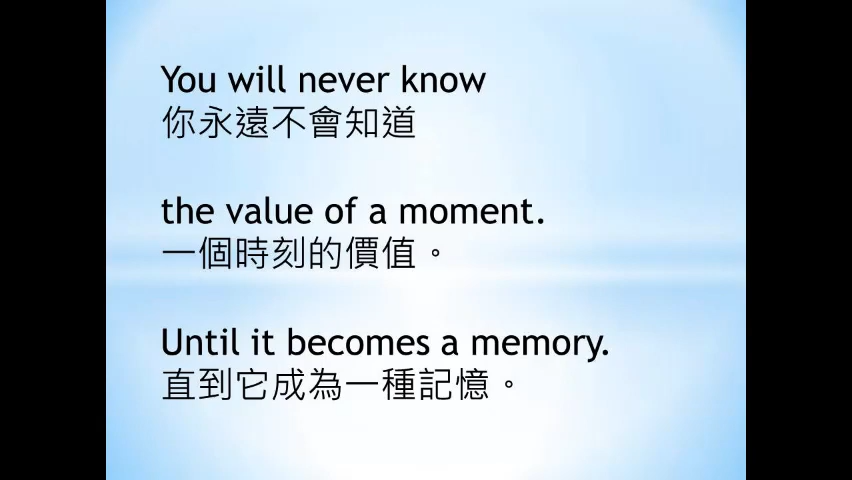 You will never know
你永遠不會知道
the value of a moment.
一個時刻的價值。
Until it becomes a memory.
直到它成為一種記憶。